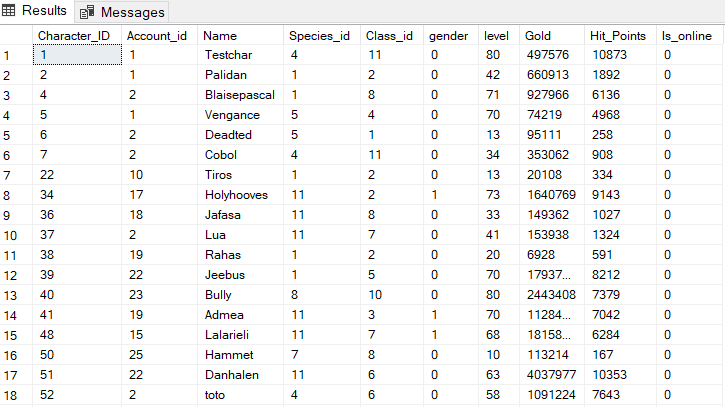 Results Messages
Character_ID Account_id Name Species_id Class_id gender level Gold Hit_Points Is_online
1 1 1 Testchar 4 11 0 80 497576 10873 0
2 2 1 Palidan 1 2 0 42 660913 1892 0
3 4 2 Blaisepascal 1 8 0 71 927966 6136 0
4 5 1 Vengance 5 4 0 70 74219 4968 0
5 6 2 Deadted 5 1 0 13 95111 258 0
6 7 2 Cobol 4 11 0 34 353062 908 0
7 22 10 Tiros 1 2 0 13 20108 334 0
8 34 17 Holyhooves 11 2 1 73 1640769 9143 0
9 36 18 Jafasa 11 8 0 33 149362 1027 0
10 37 2 Lua 11 7 0 41 153938 1324 0
11 38 19 Rahas 1 2 0 20 6928 591 0
12 39 22 Jeebus 1 5 0 70 17937... 8212 0
13 40 23 Bully 8 10 0 80 2443408 7379 0
14 41 19 Admea 11 3 1 70 11284... 7042 0
15 48 15 Lalarieli 11 7 1 68 18158... 6284 0
16 50 25 Hammet 7 8 0 10 113214 167 0
17 51 22 Danhalen 11 6 0 63 4037977 10353 0
18 52 2 toto 4 6 0 58 1091224 7643 0